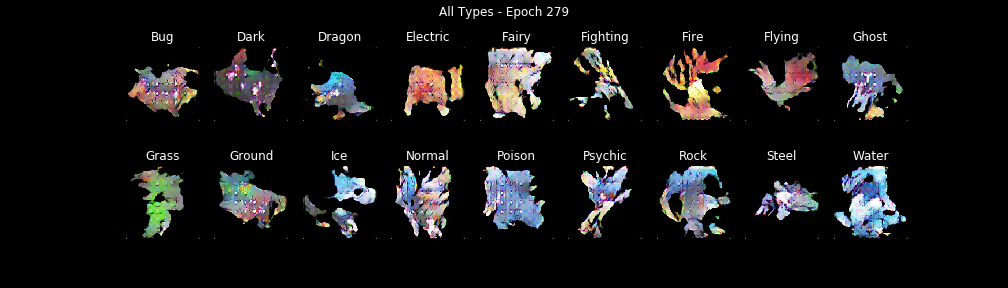 All Types - Epoch 279
Bug Dark Dragon Electric Fairy Fighting Fire Flying Ghost
Grass Ground Ice Normal Poison Psychic Rock Steel Water